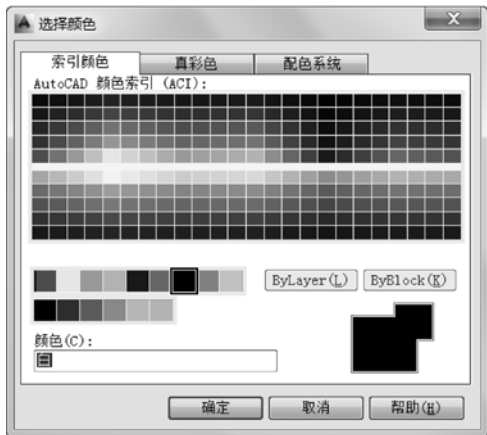 选择颜色
索引颜色 真彩色 配色系统
AutoCAD 颜色索引 (ACI):
ByLayer(L) ByBlock(K)
颜色(C):
白
确定 取消 帮助(H)